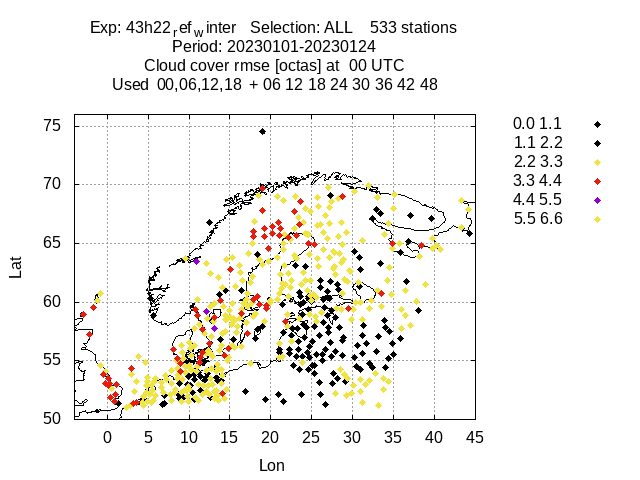 Exp: 43h22ref winter Selection: ALL 533 stations
Period: 20230101-20230124
Cloud cover rmse [octas] at 00 UTC
Used 00,06,12,18 + 06 12 18 24 30 36 42 48
0.0 1.1
1.1 2.2
2.2 3.3
3.3 4.4
4.4 5.5
5.5 6.6
75
70
65
60
55
50
Lat
0 5 10 15 20 25 30 35 40 45
Lon